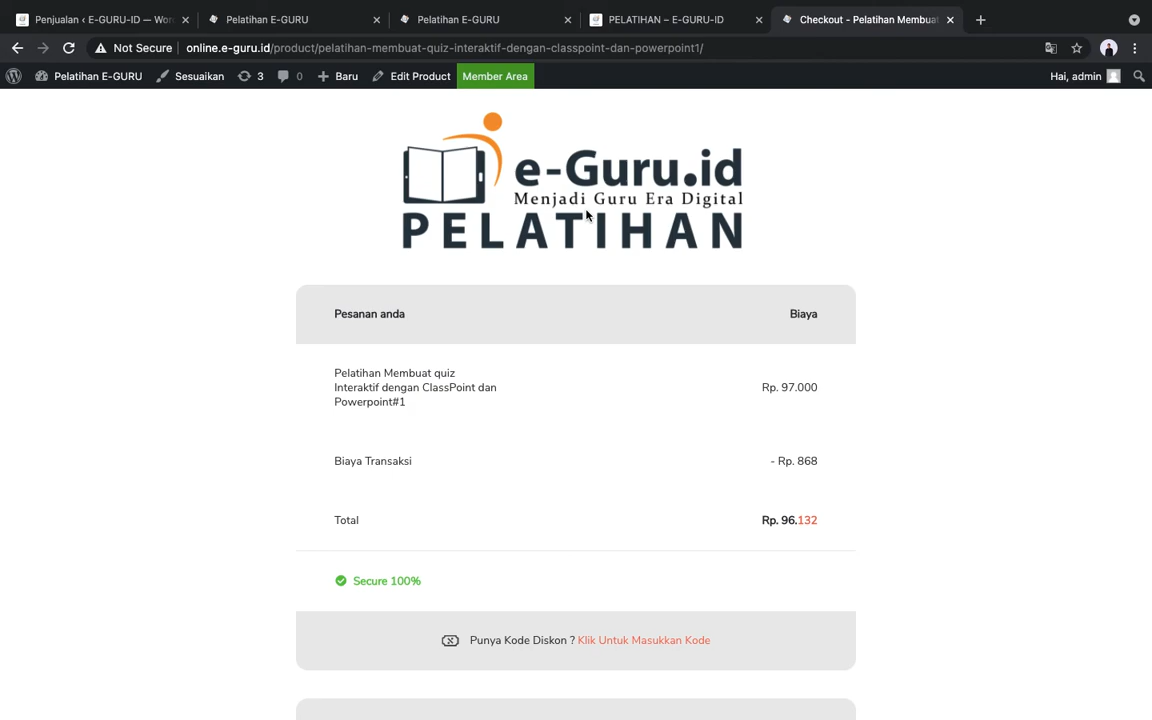 Penjualan ‹ E-GURU-ID — Wor
Pelatihan E-GURU
Pelatihan E-GURU
PELATIHAN – E-GURU-ID
Checkout - Pelatihan Membuat
Not Secure
online.e-guru.id/product/pelatihan-membuat-quiz-interaktif-dengan-classpoint-dan-powerpoint1/
Pelatihan E-GURU
Sesuaikan
3
0
Baru
Edit Product
Member Area
Hai, admin
e-Guru.id
Menjadi Guru Era Digital
PELATIHAN
Pesanan anda
Biaya
Pelatihan Membuat quiz
Interaktif dengan ClassPoint dan
Powerpoint#1
Rp. 97.000
Biaya Transaksi
- Rp. 868
Total
Rp. 96.132
Secure 100%
Punya Kode Diskon ? Klik Untuk Masukkan Kode